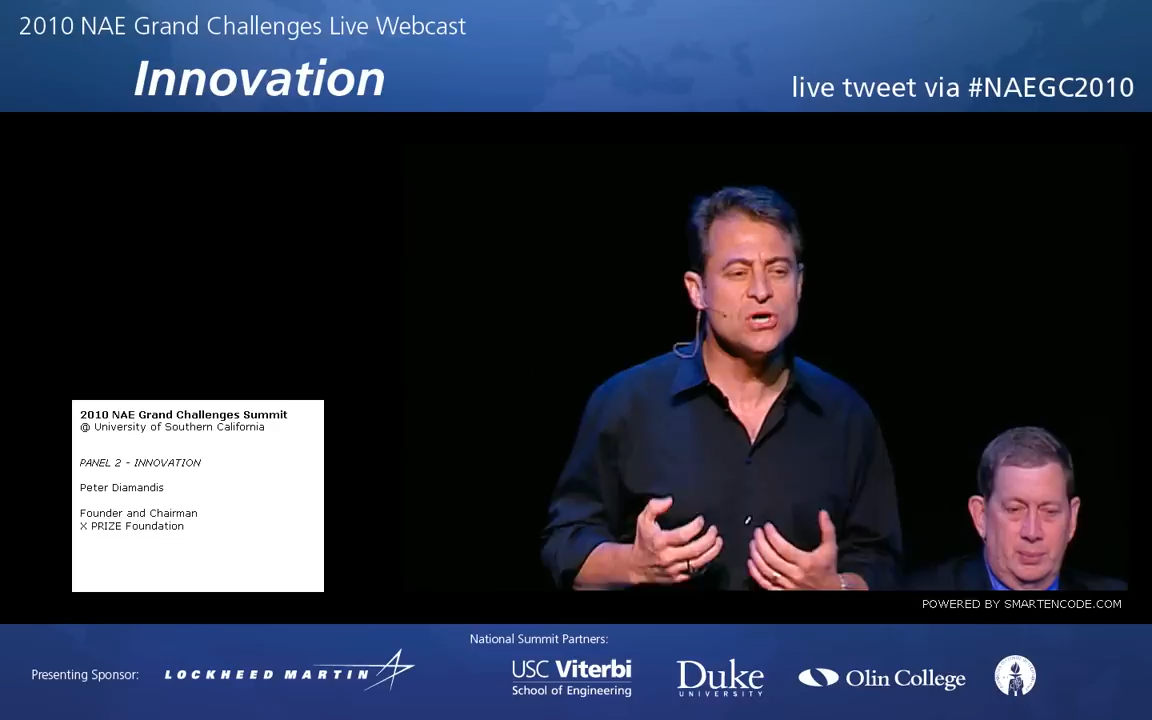 2010 NAE Grand Challenges Live Webcast
Innovation
live tweet via #NAEGC2010
2010 NAE Grand Challenges Summit
@ University of Southern California
PANEL 2 - INNOVATION
Peter Diamandis
Founder and Chairman
X PRIZE Foundation
POWERED BY SMARTENCODE.COM
National Summit Partners:
Presenting Sponsor:
LOCKHEED MARTIN
USC Viterbi
School of Engineering
Duke
UNIVERSITY
Olin College